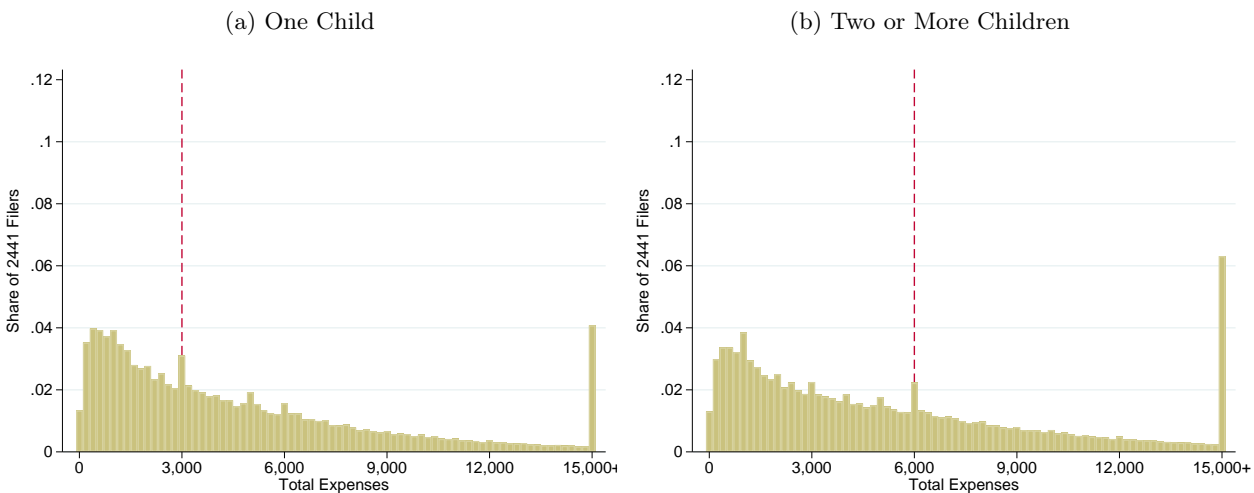 (a) One Child
.12
.1
.08
.06
.04
.02
0
Share of 2441 Filers
0 3,000 6,000 9,000 12,000 15,000+
Total Expenses
(b) Two or More Children
.12
.1
.08
.06
.04
.02
0
Share of 2441 Filers
0 3,000 6,000 9,000 12,000 15,000+
Total Expenses